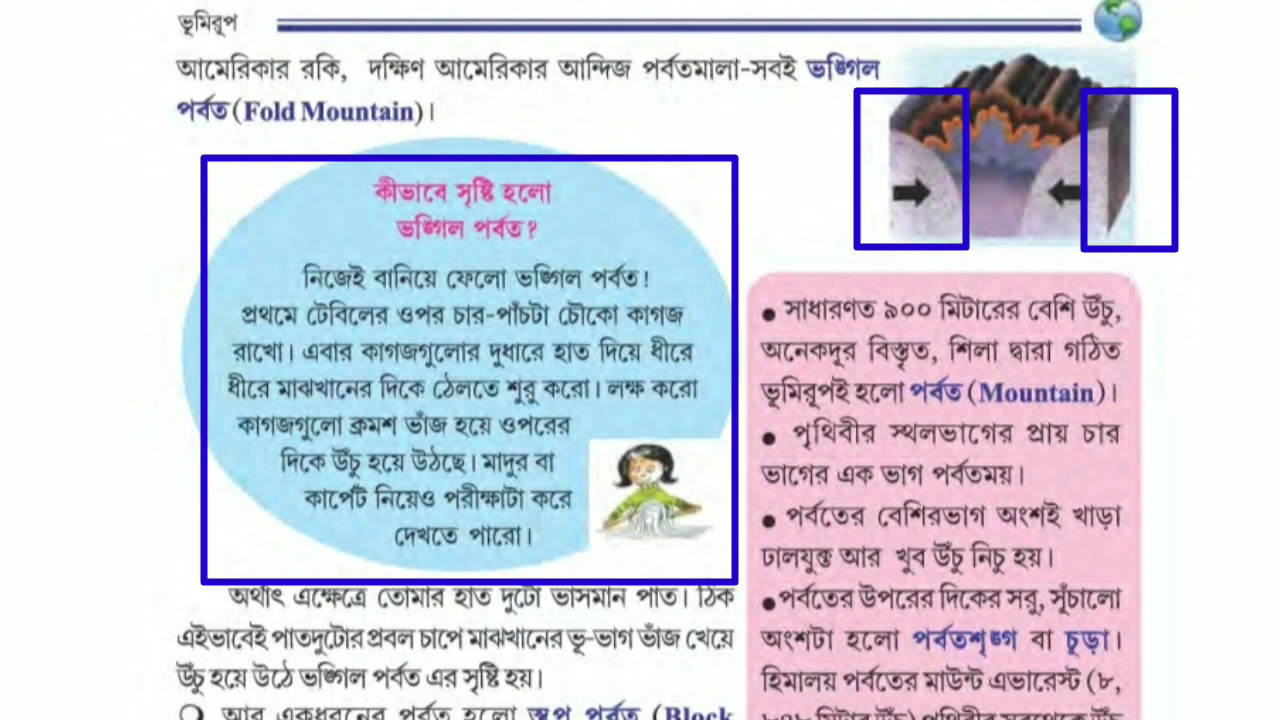 ভূমিরূপ
আমেরিকার রকি, দক্ষিণ আমেরিকার আন্দিজ পর্বতমালা-সবই ভঙ্গিল
পর্বত (Fold Mountain)।
কীভাবে সৃষ্টি হলো
ভঙ্গিল পর্বত?
নিজেই বানিয়ে ফেলো ভঙ্গিল পর্বত!
প্রথমে টেবিলের ওপর চার-পাঁচটা চৌকো কাগজ
রাখো। এবার কাগজগুলোর দুধারে হাত দিয়ে ধীরে
ধীরে মাঝখানের দিকে ঠেলতে শুরু করো। লক্ষ করো
কাগজগুলো ক্রমশ ভাঁজ হয়ে ওপরের
দিকে উঁচু হয়ে উঠছে। মাদুর বা
কার্পেট নিয়েও পরীক্ষাটা করে
দেখতে পারো।
অর্থাৎ এক্ষেত্রে তোমার হাত দুটো ভাসমান পাত। ঠিক
এইভাবেই পাতদুটোর প্রবল চাপে মাঝখানের ভূ-ভাগ ভাঁজ খেয়ে
উঁচু হয়ে উঠে ভঙ্গিল পর্বত এর সৃষ্টি হয়।
আর একধরনের পর্বত হলো স্তূপ পর্বত (Block
● সাধারণত ৯০০ মিটারের বেশি উঁচু,
অনেকদূর বিস্তৃত, শিলা দ্বারা গঠিত
ভূমিরূপই হলো পর্বত (Mountain)।
● পৃথিবীর স্থলভাগের প্রায় চার
ভাগের এক ভাগ পর্বতময়।
● পর্বতের বেশিরভাগ অংশই খাড়া
ঢালযুক্ত আর খুব উঁচু নিচু হয়।
● পর্বতের উপরের দিকের সরু, সূঁচালো
অংশটা হলো পর্বতশৃঙ্গ বা চূড়া।
হিমালয় পর্বতের মাউন্ট এভারেস্ট (৮,
৮৪৮ মিটার উঁচু) পৃথিবীর সবথেকে উঁচু